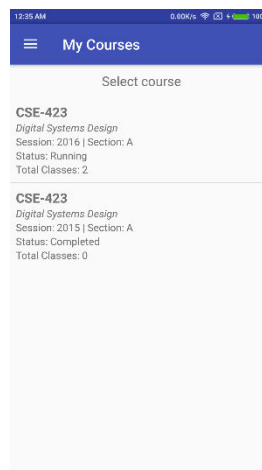 12:35 AM 0.00K/s 100
My Courses
Select course
CSE-423
Digital Systems Design
Session: 2016 | Section: A
Status: Running
Total Classes: 2
CSE-423
Digital Systems Design
Session: 2015 | Section: A
Status: Completed
Total Classes: 0